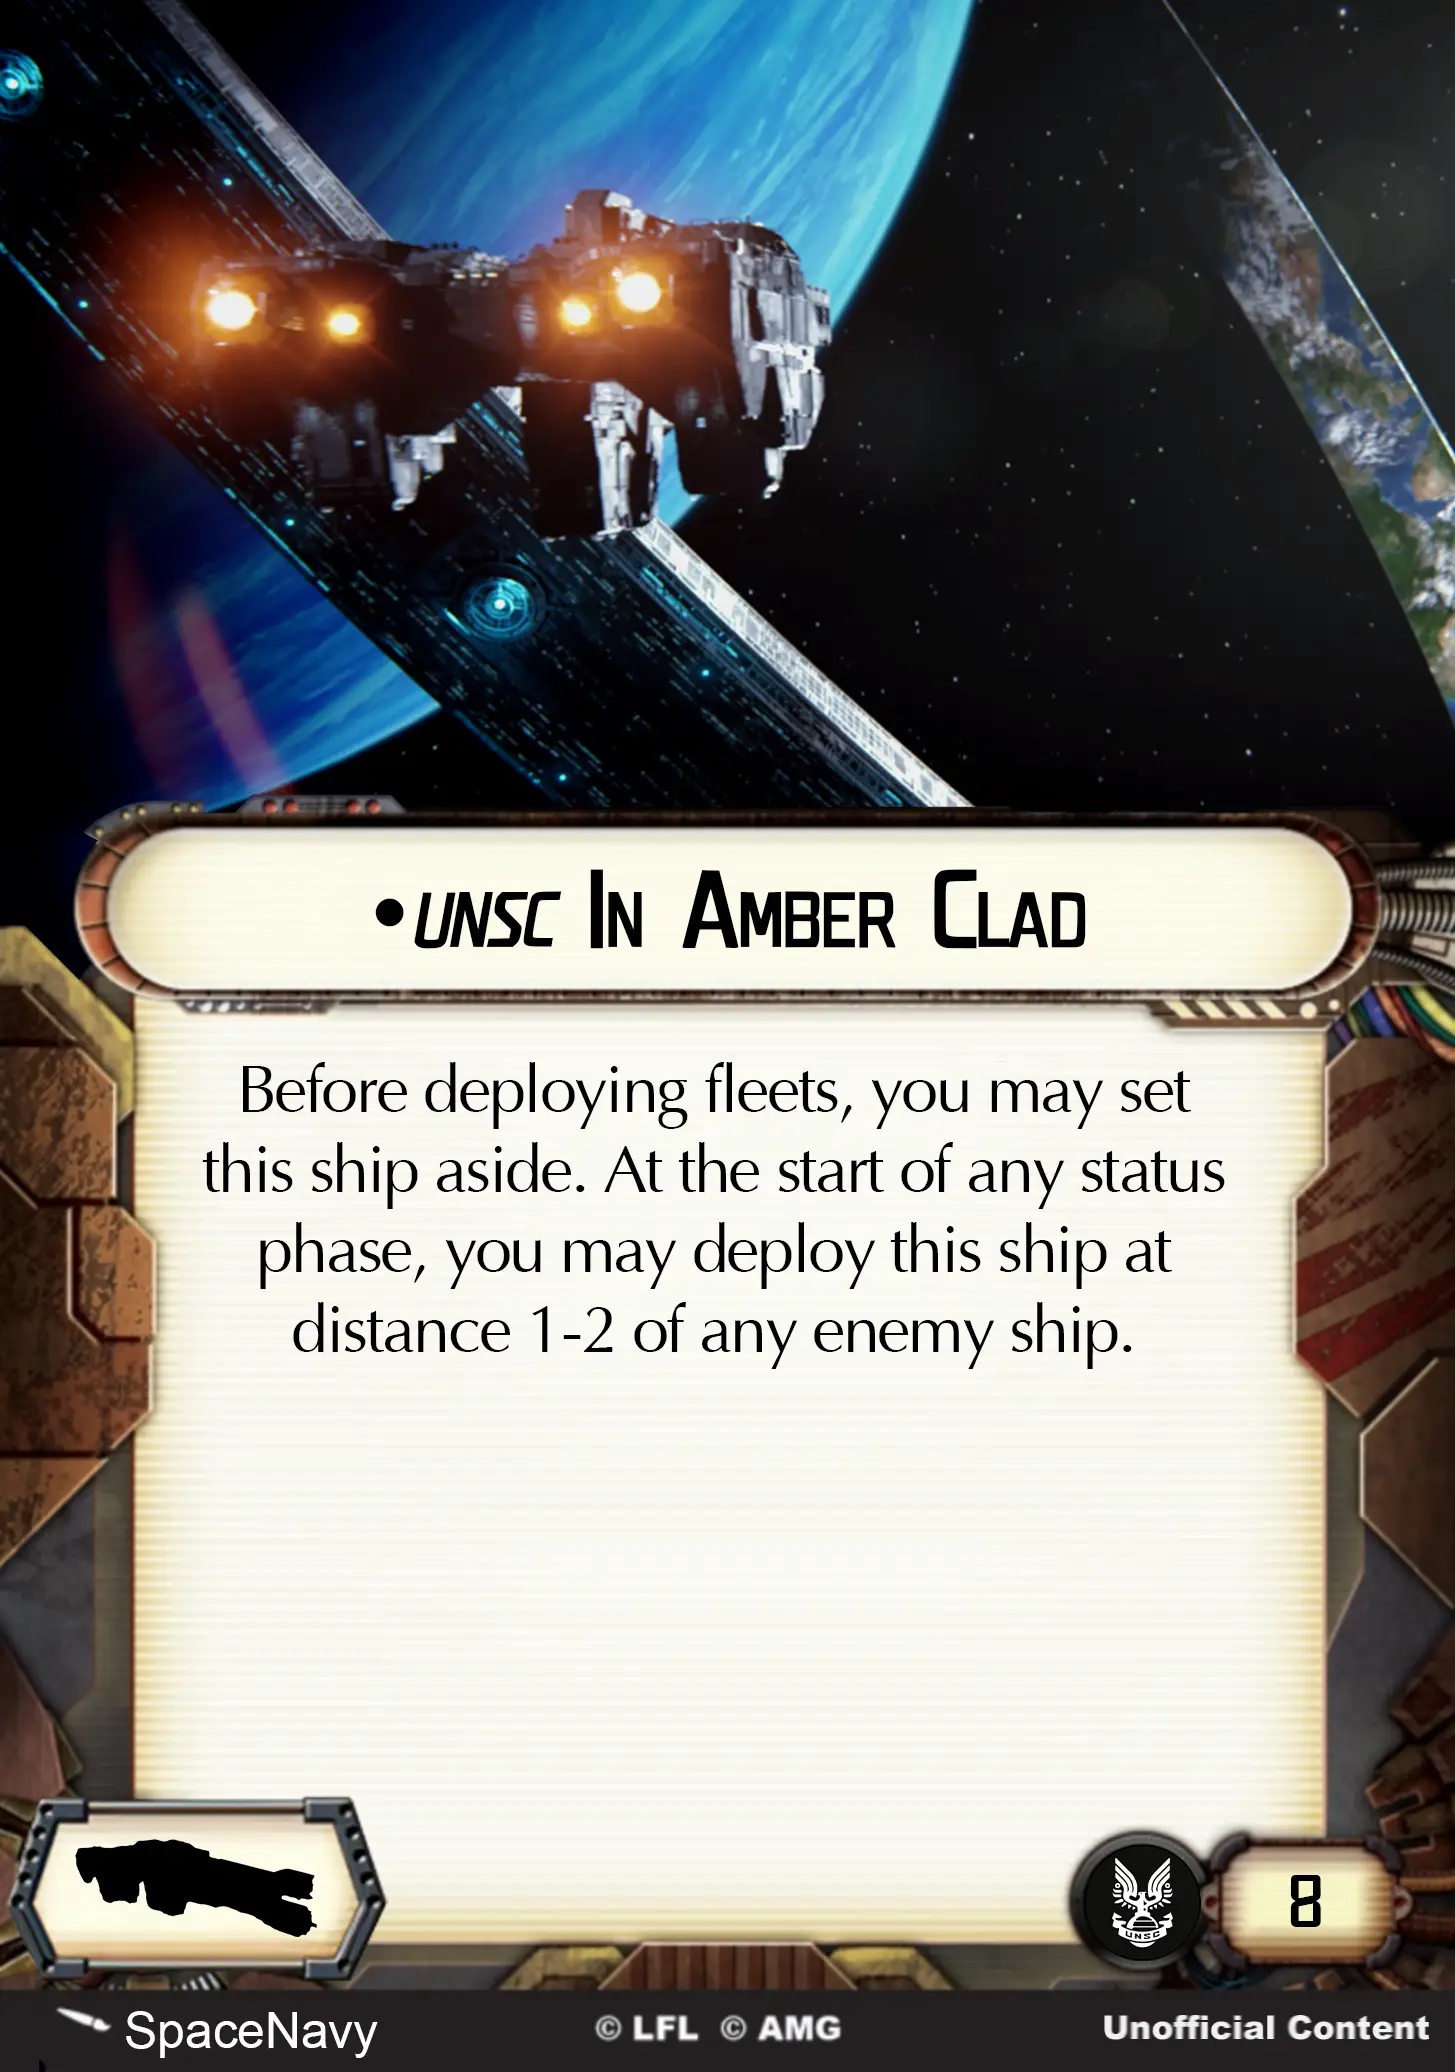 •UNSC In Amber Clad
Before deploying fleets, you may set
this ship aside. At the start of any status
phase, you may deploy this ship at
distance 1-2 of any enemy ship.
UNSC
8
SpaceNavy
© LFL © AMG
Unofficial Content